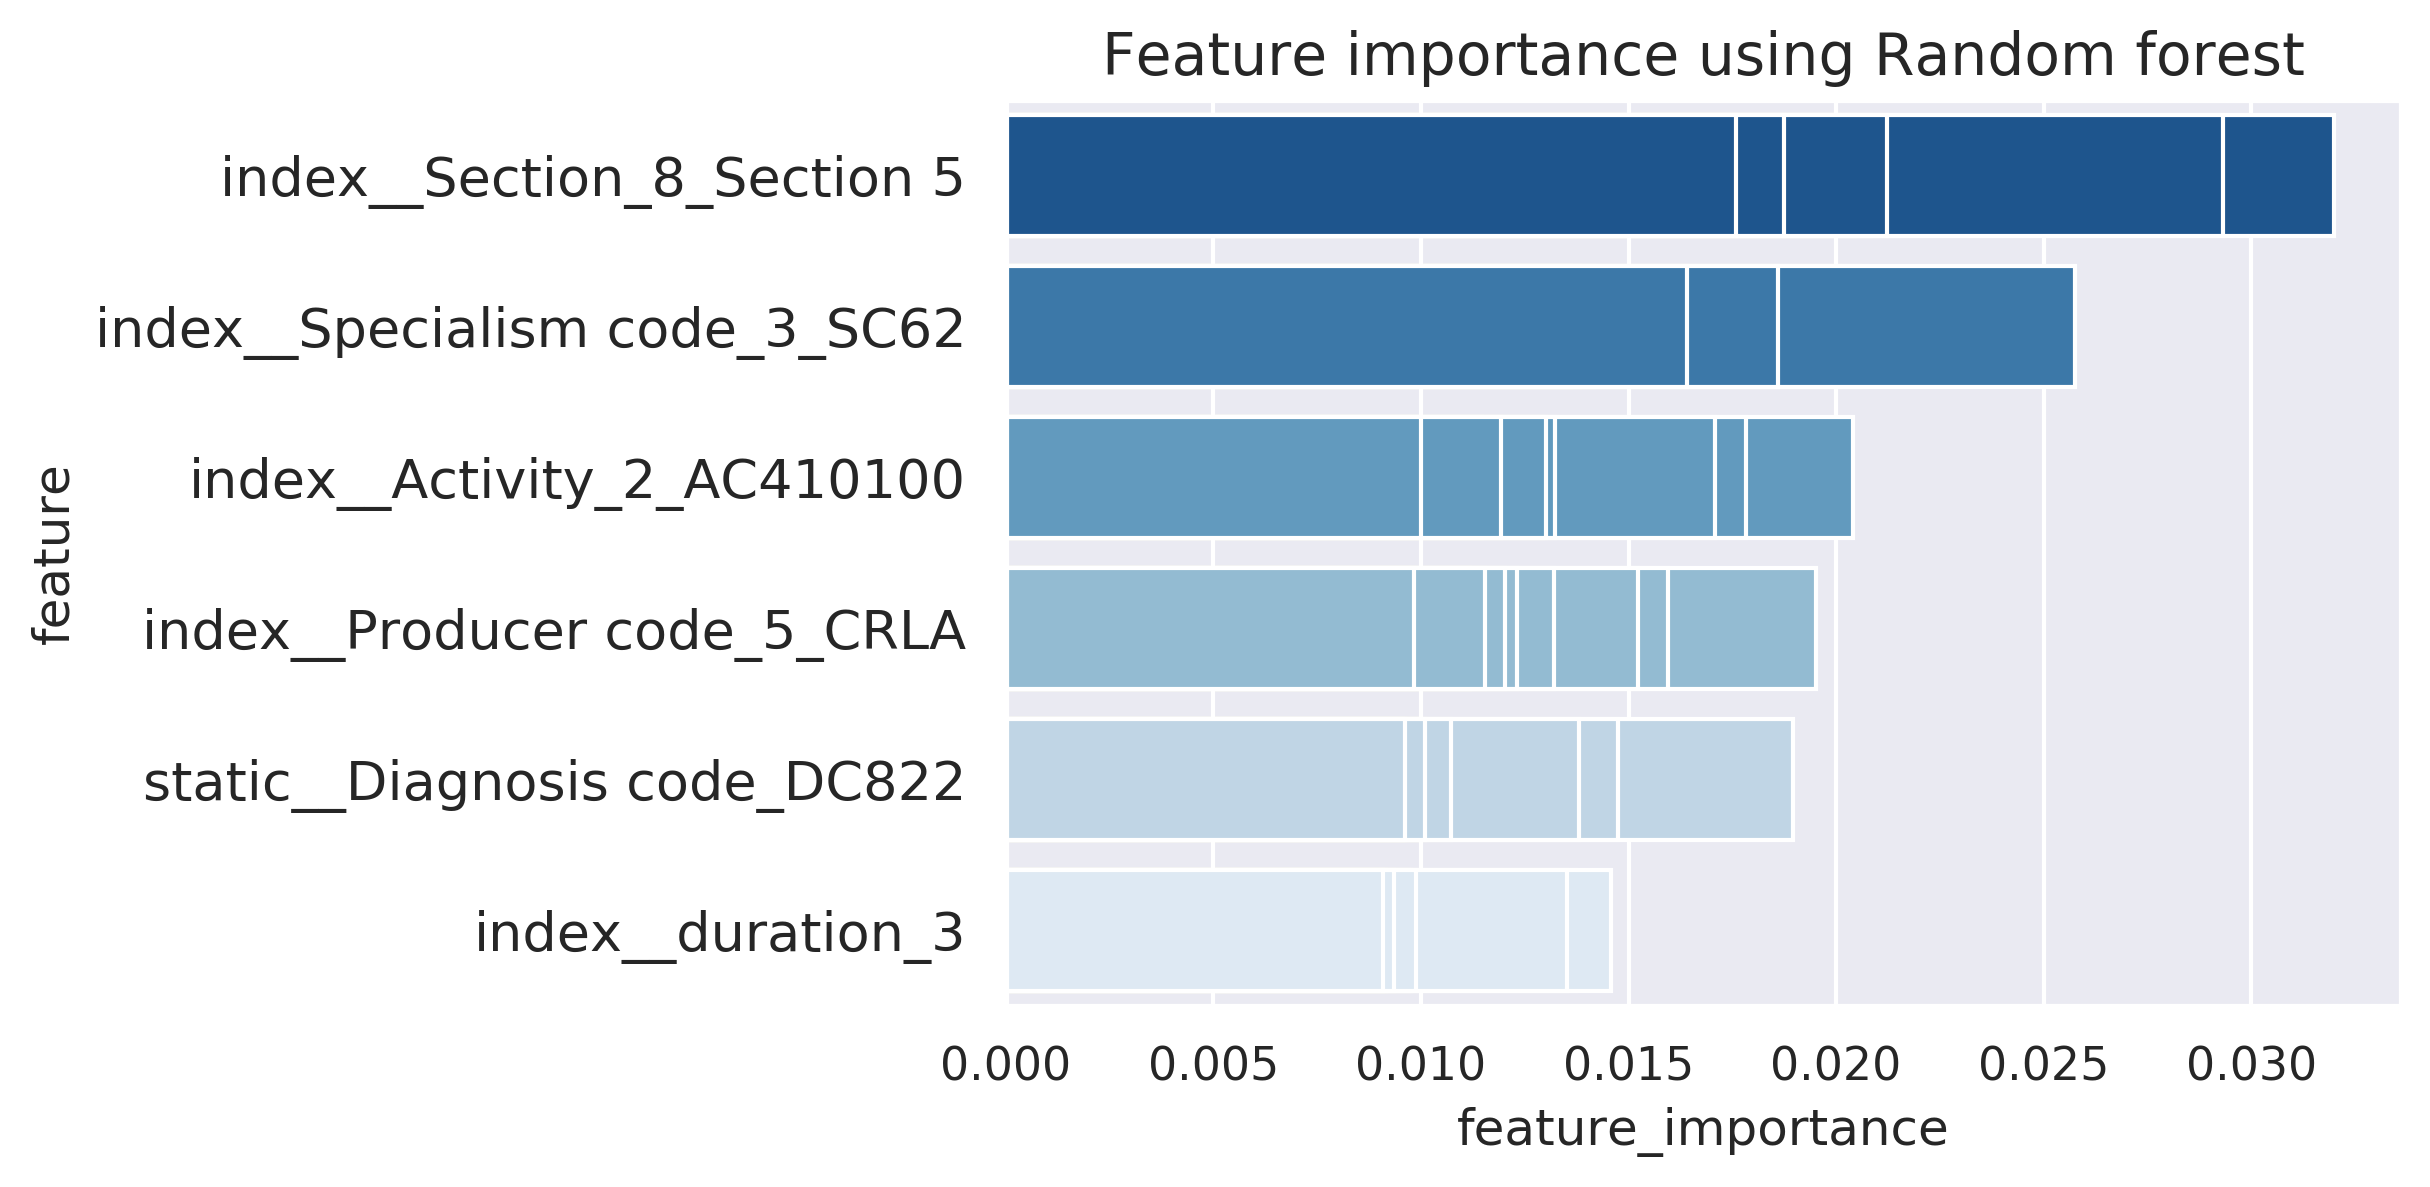 Feature importance using Random forest
feature
index__Section_8_Section 5
index__Specialism code_3_SC62
index__Activity_2_AC410100
index__Producer code_5_CRLA
static__Diagnosis code_DC822
index__duration_3
0.000 0.005 0.010 0.015 0.020 0.025 0.030
feature_importance